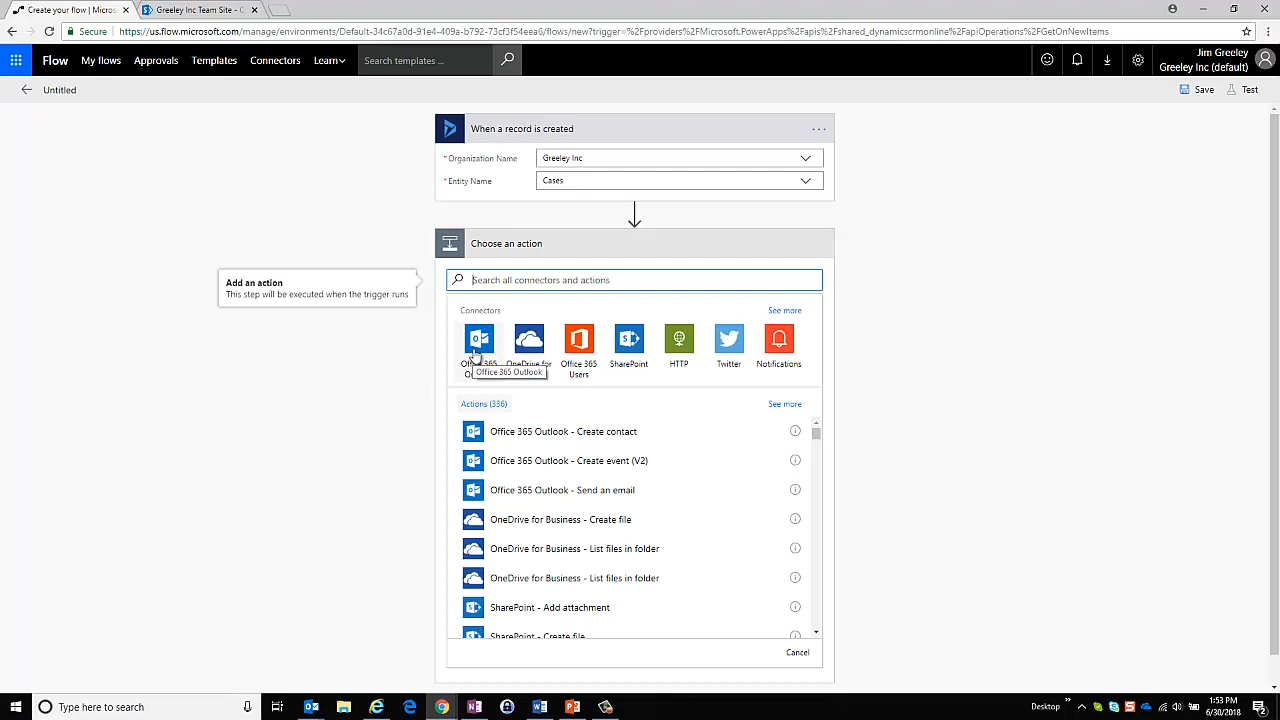 Create your flow | Micros
Greeley Inc Team Site - C
Secure
https://us.flow.microsoft.com/manage/environments/Default-34c67a0d-91e4-409a-b792-73cf3f54eea6/flows/new?trigger=%2Fproviders%2FMicrosoft.PowerApps%2Fapis%2Fshared_dynamicscrmonline%2FapiOperations%2FGetOnNewItems
Flow
My flows
Approvals
Templates
Connectors
Learn
Search templates ...
Jim Greeley
Greeley Inc (default)
Untitled
Save
Test
When a record is created
* Organization Name
Greeley Inc
* Entity Name
Cases
Choose an action
Add an action
This step will be executed when the trigger runs
Search all connectors and actions
Connectors
See more
Office 365
OneDrive for
Office 365 Outlook
Office 365
Users
SharePoint
HTTP
Twitter
Notifications
Actions (336)
See more
Office 365 Outlook - Create contact
Office 365 Outlook - Create event (V2)
Office 365 Outlook - Send an email
OneDrive for Business - Create file
OneDrive for Business - List files in folder
OneDrive for Business - List files in folder
SharePoint - Add attachment
SharePoint - Create file
Cancel
Type here to search
Desktop
1:53 PM
6/30/2018